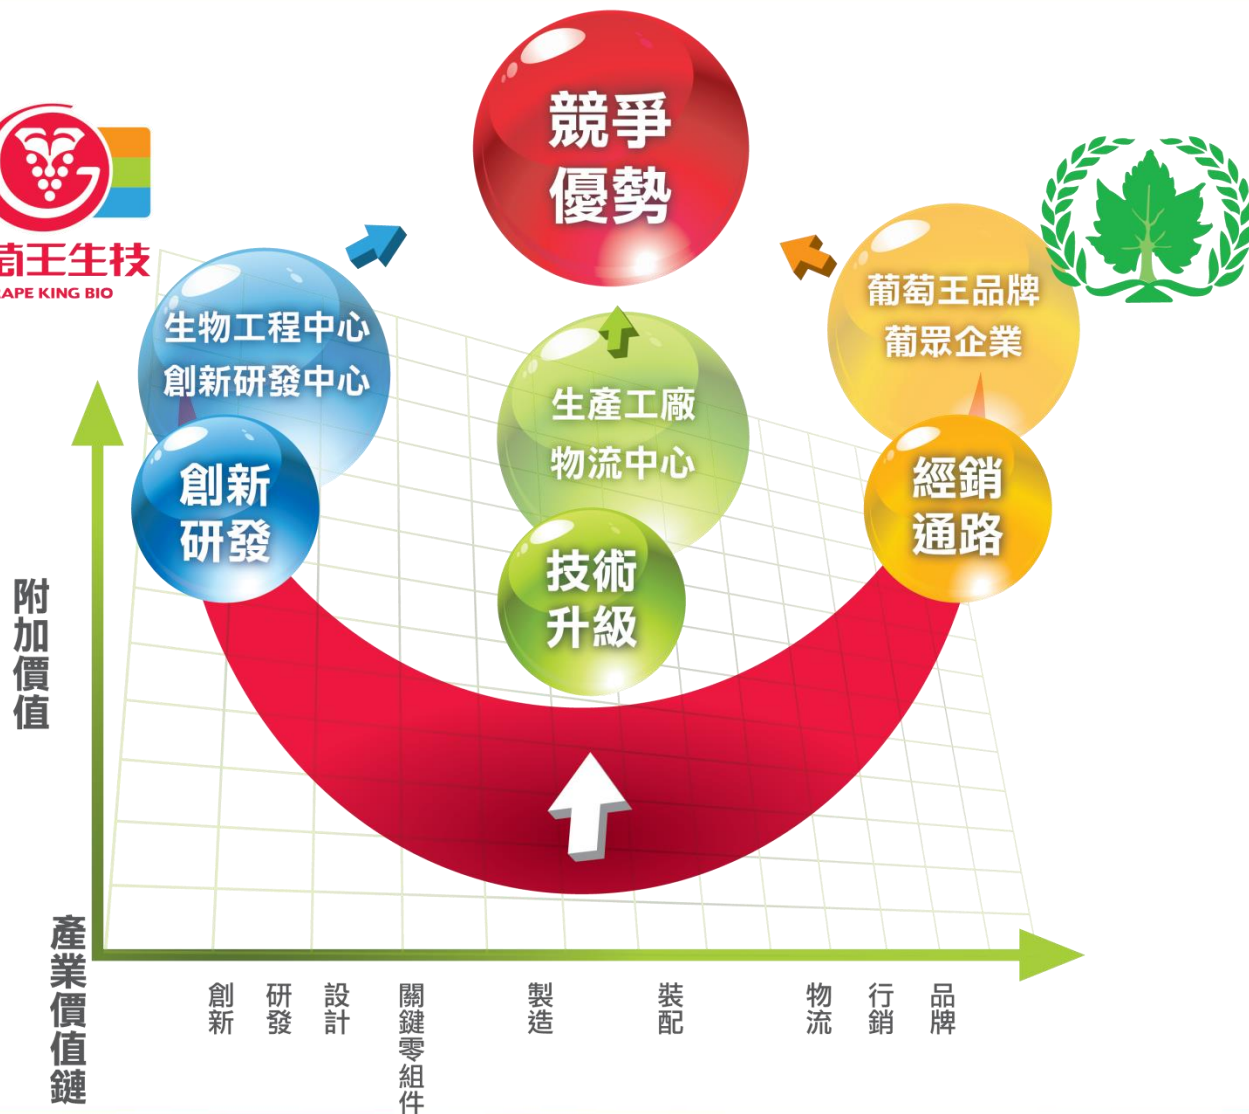 競爭
優勢
萄王生技
APE KING BIO
生物工程中心
創新研發中心
創新
研發
生產工廠
物流中心
技術
升級
葡萄王品牌
葡眾企業
經銷
通路
附加價值
產業價值鏈
創新
研發
設計
關鍵零組件
製造
裝配
物流
行銷
品牌